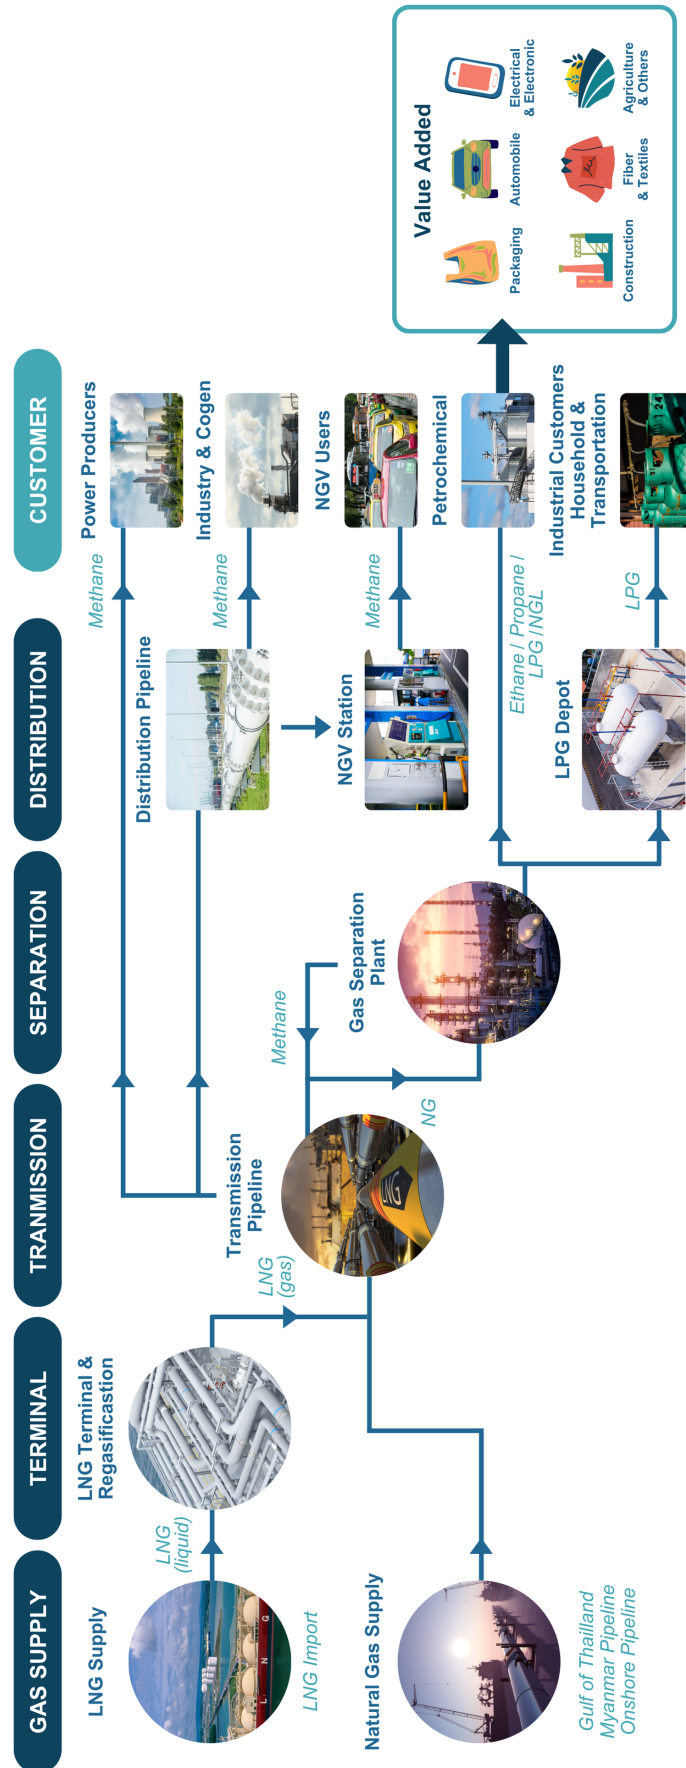 GAS SUPPLY
TERMINAL
TRANMISSION
SEPARATION
DISTRIBUTION
CUSTOMER
LNG Supply
LNG Import
LNG
(liquid)
LNG Terminal &
Regasificastion
LNG
(gas)
Natural Gas Supply
Gulf of Thailland
Myanmar Pipeline
Onshore Pipeline
Transmission
Pipeline
LNG
Methane
NG
Gas Separation
Plant
Distribution Pipeline
NGV Station
Ethane / Propane /
LPG / NGL
LPG Depot
Methane
Power Producers
Methane
Industry & Cogen
Methane
NGV Users
Petrochemical
LPG
Industrial Customers
Household &
Transportation
Value Added
Packaging
Automobile
Electrical
& Electronic
Construction
Fiber
& Textiles
Agriculture
& Others
L N G
24